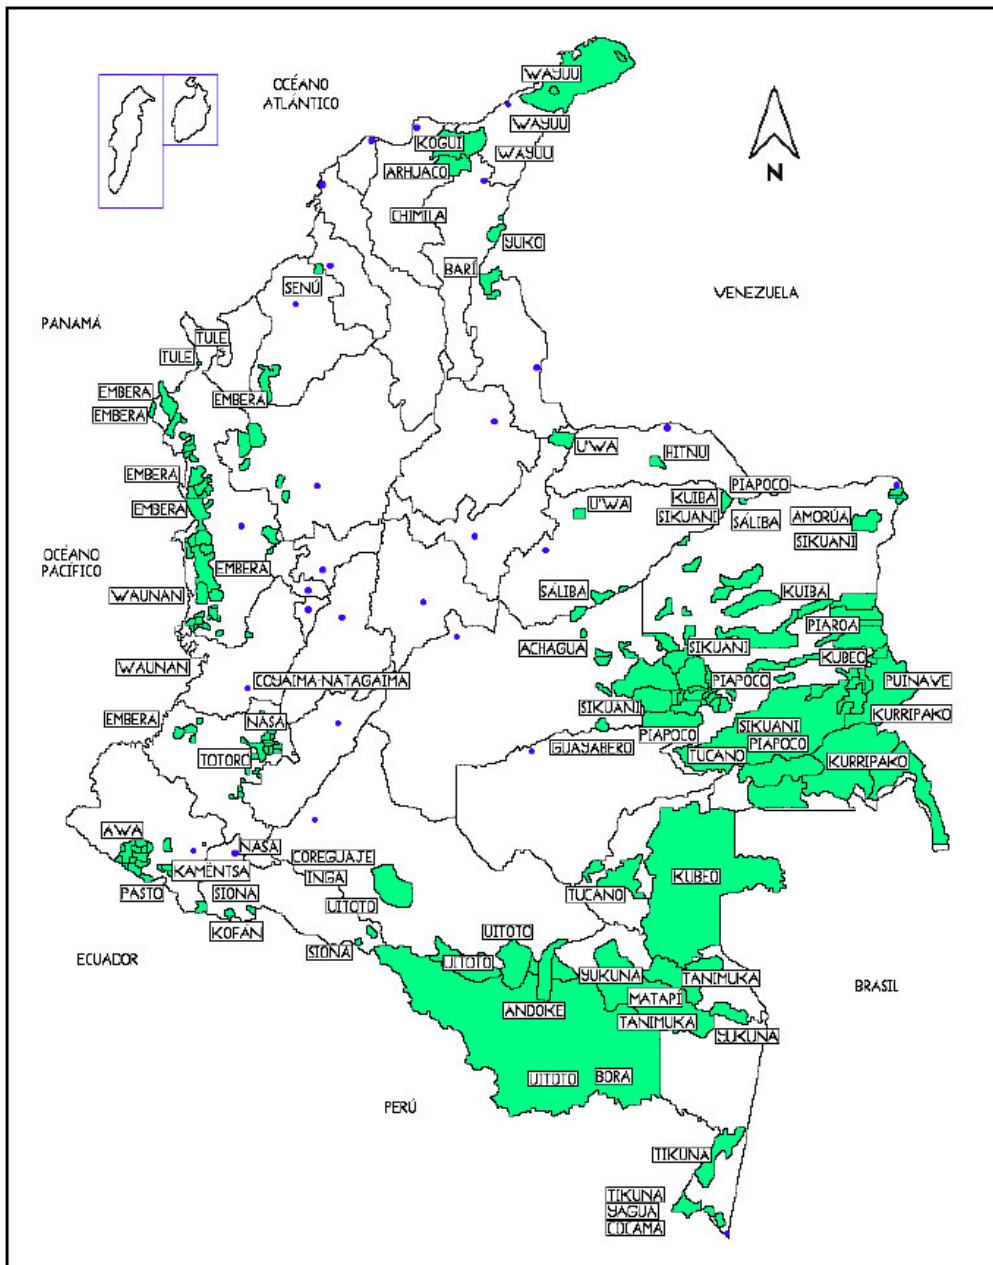 WAYUU
OCÉANO
ATLÁNTICO
WAYUU
KOGUI
WAYUU
ARHUACO
N
CHIMILA
YUKO
BARÍ
SENÚ
VENEZUELA
PANAMÁ
TULE
TULE
EMBERA
EMBERA
EMBERA
U'WA
HITNU
EMBERA
PIAPOCO
KUIBA
U'WA
EMBERA
SIKUANI
SÁLIBA
AMORÚA
SIKUANI
OCÉANO
PACÍFICO
EMBERA
WAUNAN
SÁLIBA
KUIBA
PIAROA
ACHAGUA
SIKUANI
WAUNAN
KUBEO
COYAIMA-NATAGAIMA
PIAPOCO
PUINAVE
SIKUANI
EMBERA
NASA
KURRIPAKO
SIKUANI
PIAPOCO
GUAYABERO
PIAPOCO
TOTORO
TUCANO
KURRIPAKO
AWA
NASA
COREGUAJE
KAMËNTSA
INGA
KUBEO
PASTO
SIONA
TUCANO
UITOTO
KOFÁN
UITOTO
SIONA
ECUADOR
UITOTO
YUKUNA
TANIMUKA
BRASIL
MATAPÍ
ANDOKE
TANIMUKA
YUKUNA
UITOTO
BORA
PERÚ
TIKUNA
TIKUNA
YAGUA
COCAMA